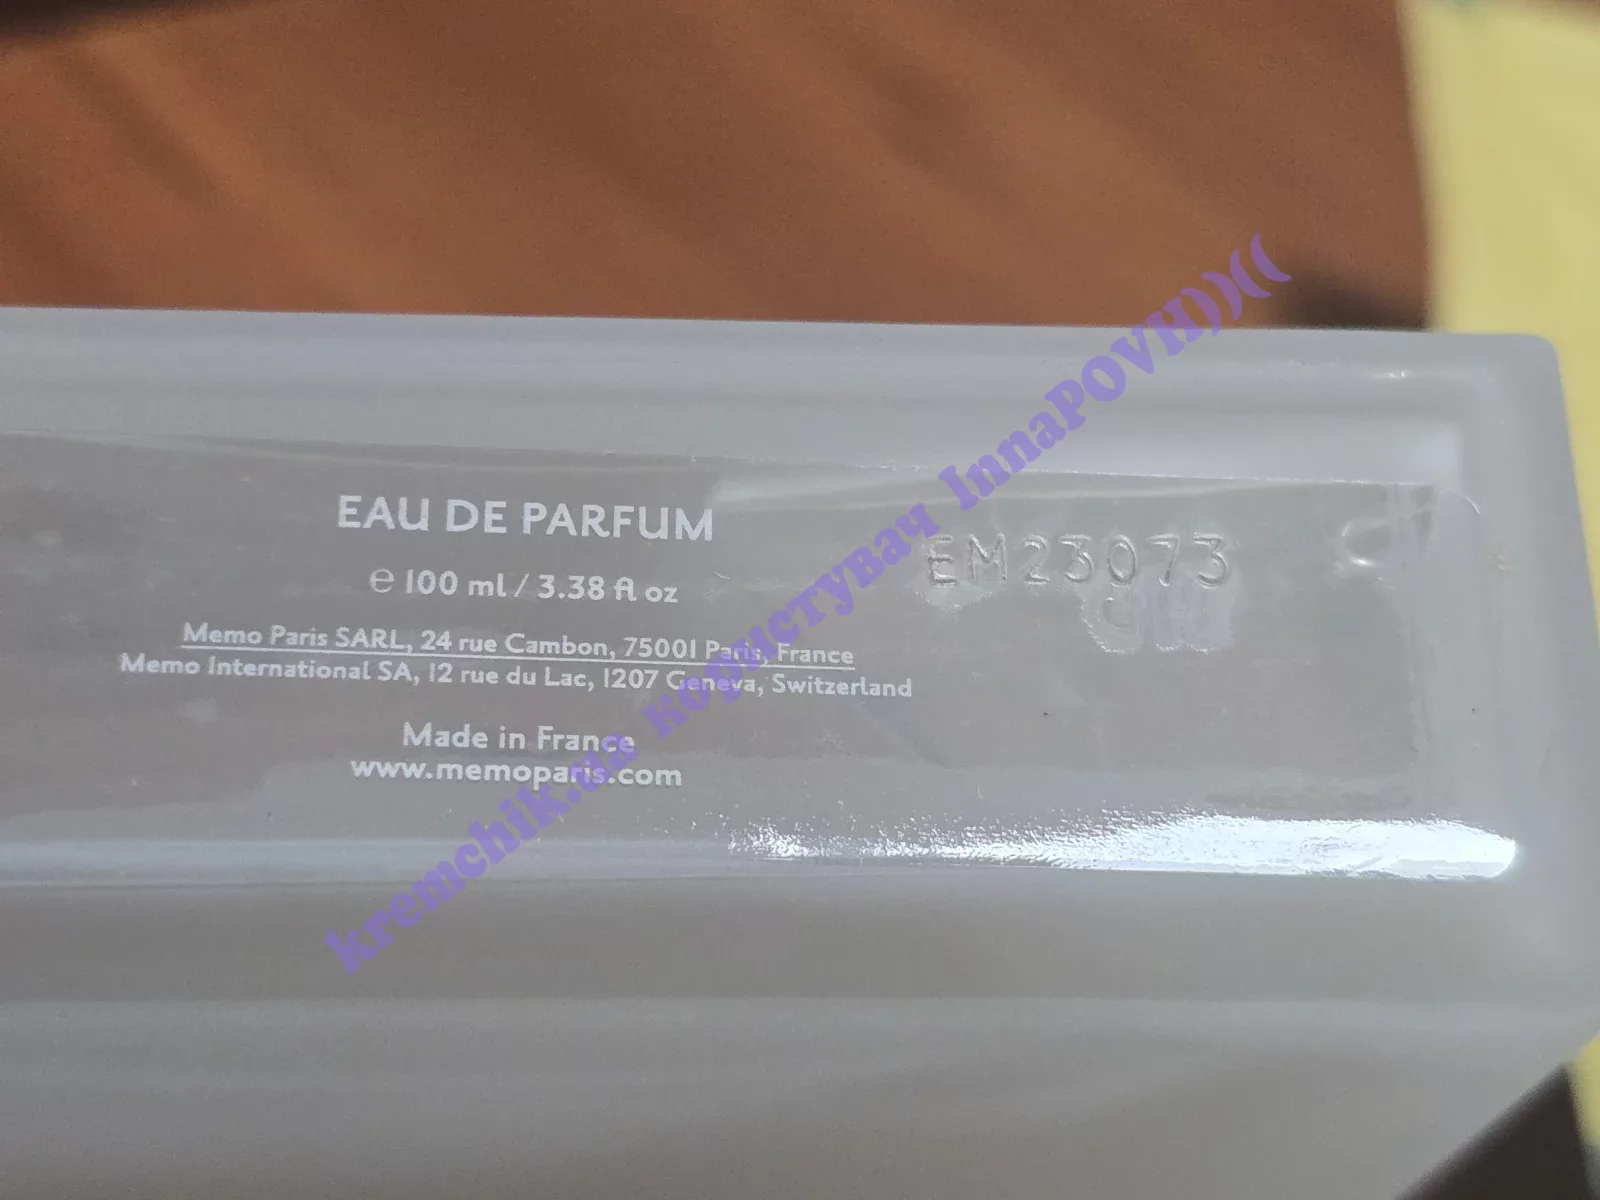 EAU DE PARFUM
℮ 100 ml / 3.38 fl oz
Memo Paris SARL, 24 rue Cambon, 75001 Paris, France
Memo International SA, 12 rue du Lac, 1207 Geneva, Switzerland
Made in France
www.memoparis.com
EM23073
kremchik.ua користувач InnaPOVH))((